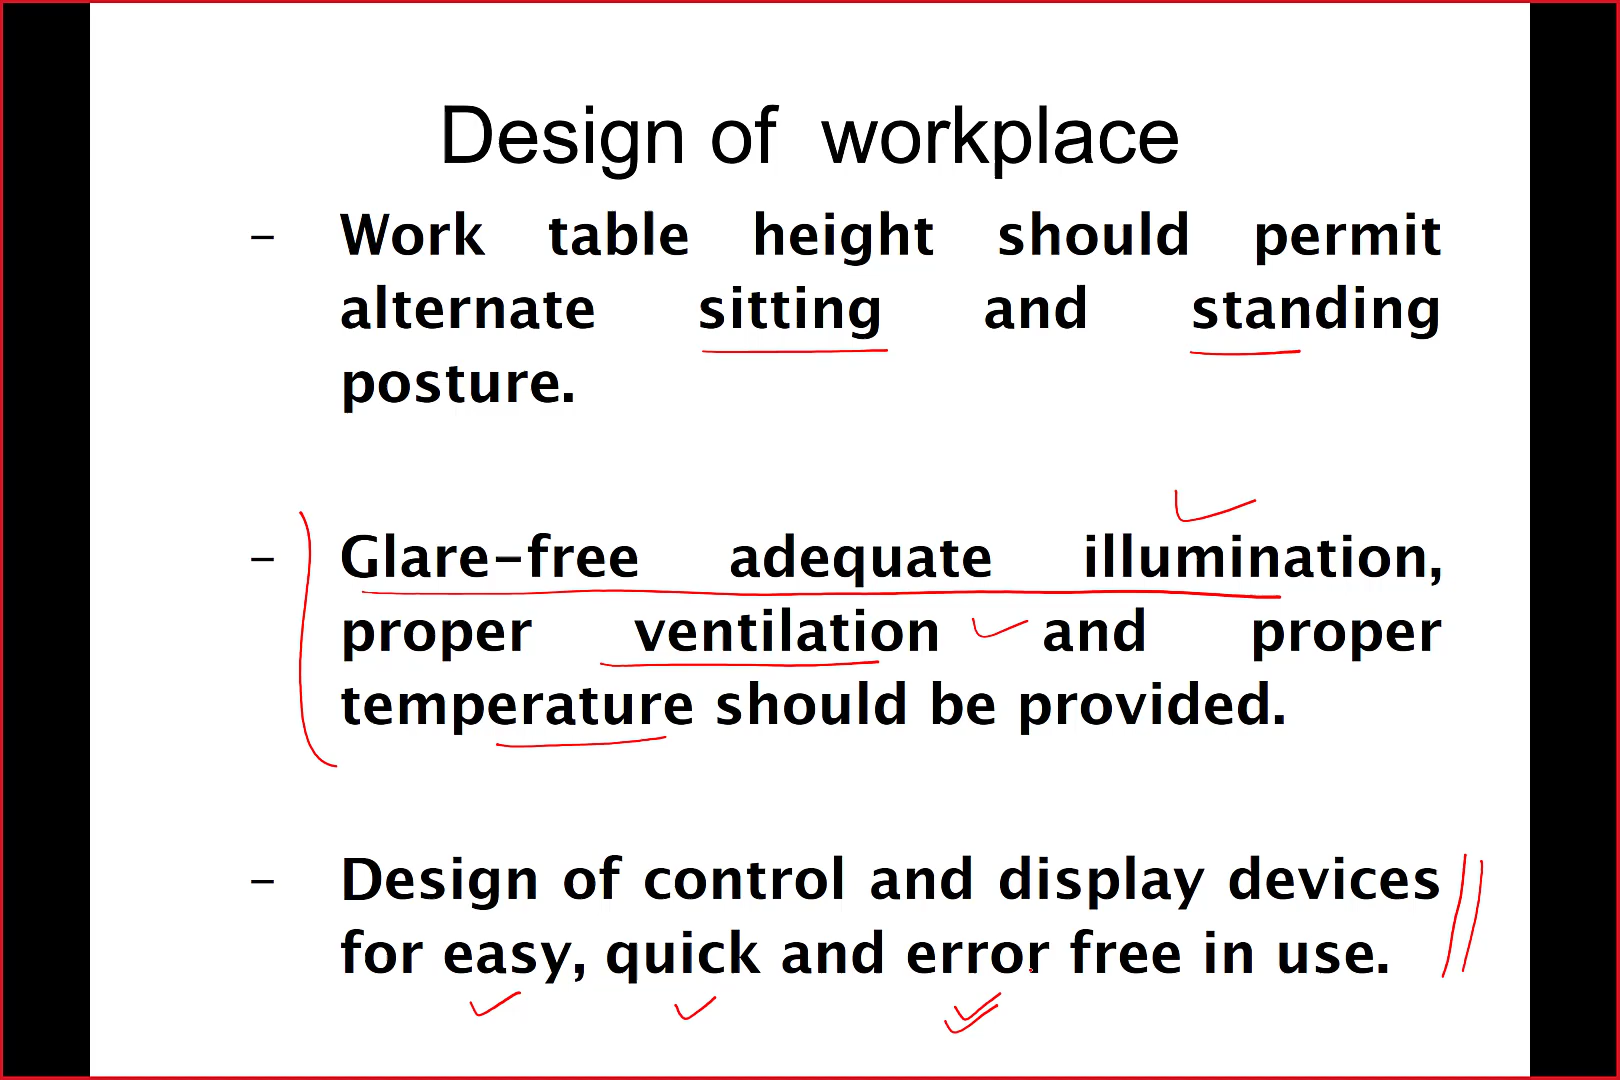 Design of workplace
– Work table height should permit
alternate sitting and standing
posture.
– Glare-free adequate illumination,
proper ventilation and proper
temperature should be provided.
– Design of control and display devices
for easy, quick and error free in use.